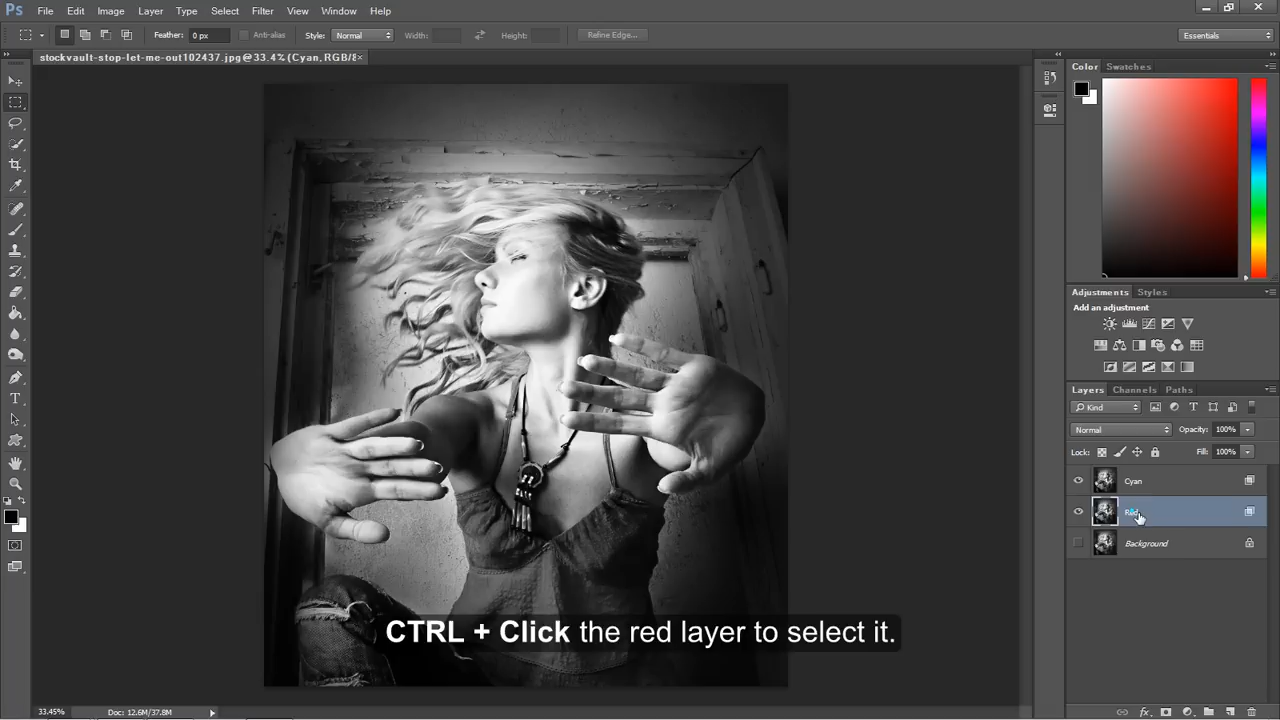 Ps File Edit Image Layer Type Select Filter View Window Help
Feather: 0 px Anti-alias Style: Normal Width: Height: Refine Edge... Essentials
stockvault-stop-let-me-out102437.jpg@33.4% (Cyan, RGB/8
Color Swatches
Adjustments Styles
Add an adjustment
Layers Channels Paths
Kind
Normal Opacity: 100%
Lock: Fill: 100%
Cyan
Red
Background
CTRL + Click the red layer to select it.
33.45% Doc: 12.6M/37.8M